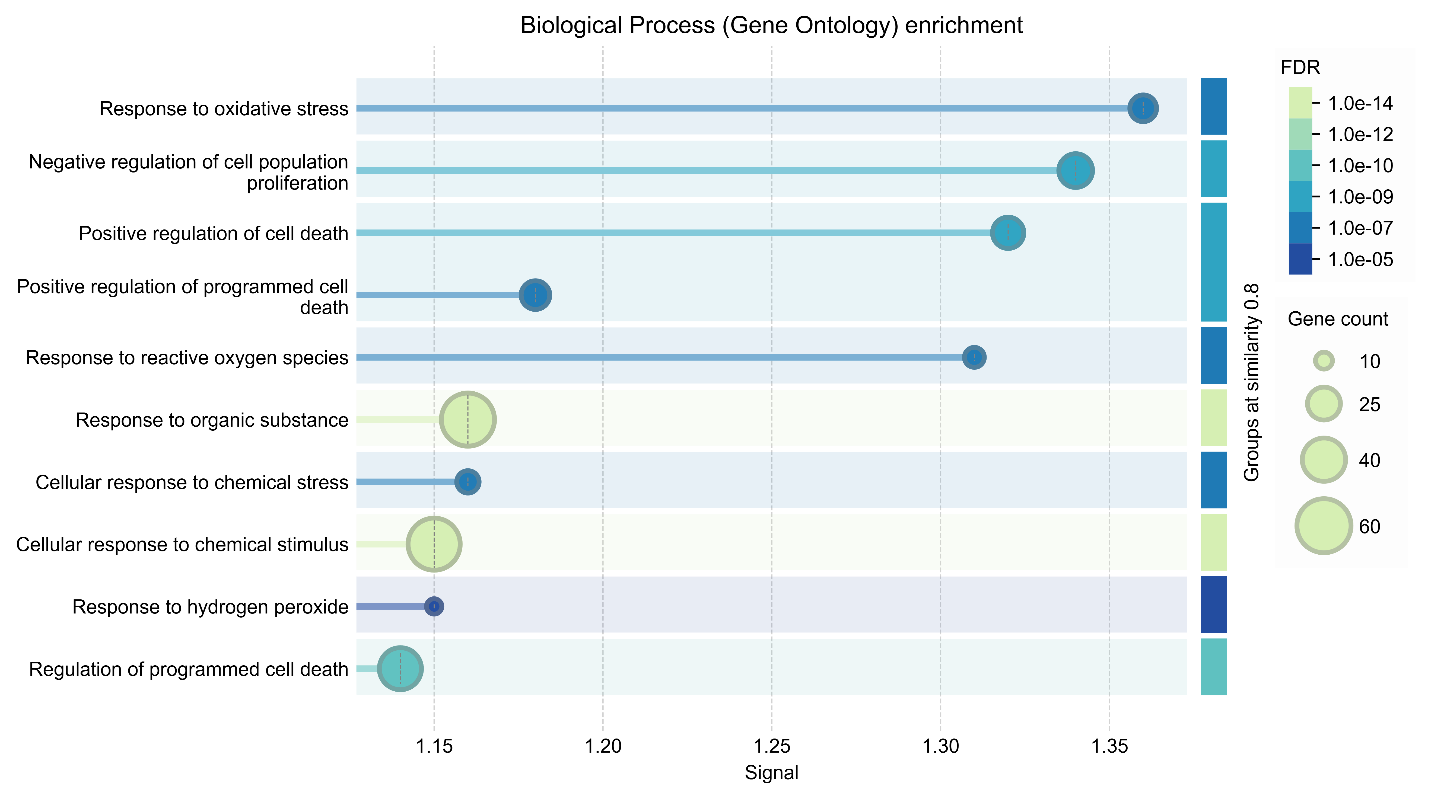 Biological Process (Gene Ontology) enrichment
Response to oxidative stress
Negative regulation of cell population
proliferation
Positive regulation of cell death
Positive regulation of programmed cell
death
Response to reactive oxygen species
Response to organic substance
Cellular response to chemical stress
Cellular response to chemical stimulus
Response to hydrogen peroxide
Regulation of programmed cell death
1.15 1.20 1.25 1.30 1.35
Signal
Groups at similarity 0.8
FDR
1.0e-14
1.0e-12
1.0e-10
1.0e-09
1.0e-07
1.0e-05
Gene count
10
25
40
60